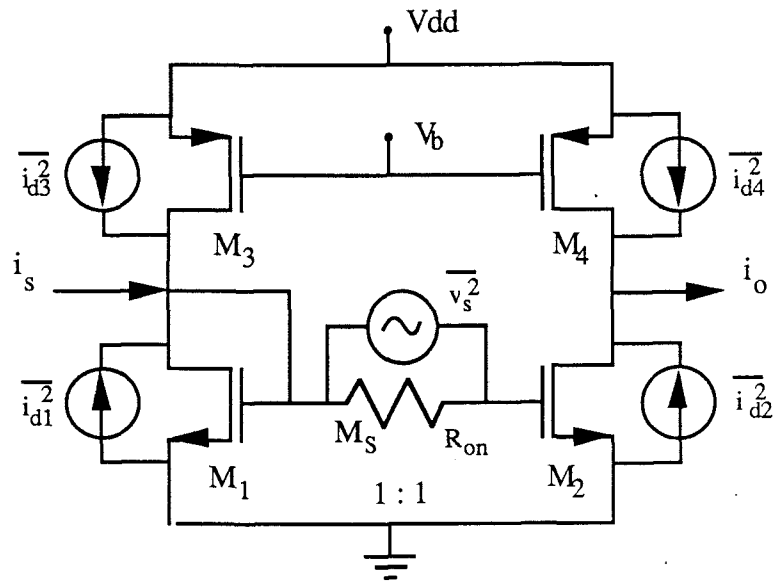 Vdd
V_b
i_d3^2
i_d4^2
M_3
M_4
i_s
v_s^2
i_o
i_d1^2
i_d2^2
M_S
R_on
M_1
M_2
1 : 1